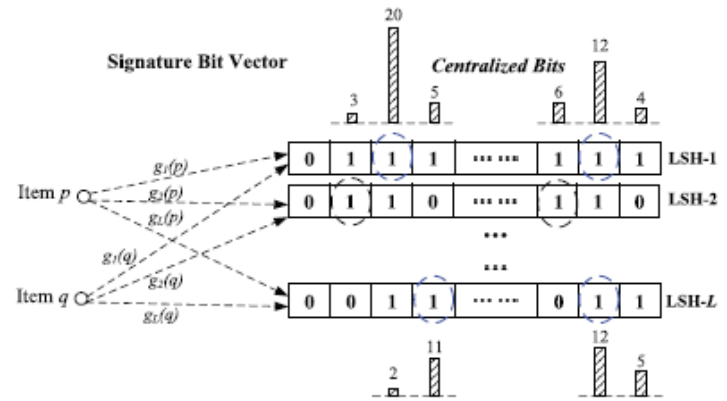 20
Signature Bit Vector
Centralized Bits
12
3
5
6
4
0 1 1 1 ... ... 1 1 1 LSH-1
g1(p)
Item p
g2(p)
0 1 1 0 ... ... 1 1 0 LSH-2
gL(p)
...
g1(q)
g2(q)
...
Item q
0 0 1 1 ... ... 0 1 1 LSH-L
gL(q)
11
12
2
5